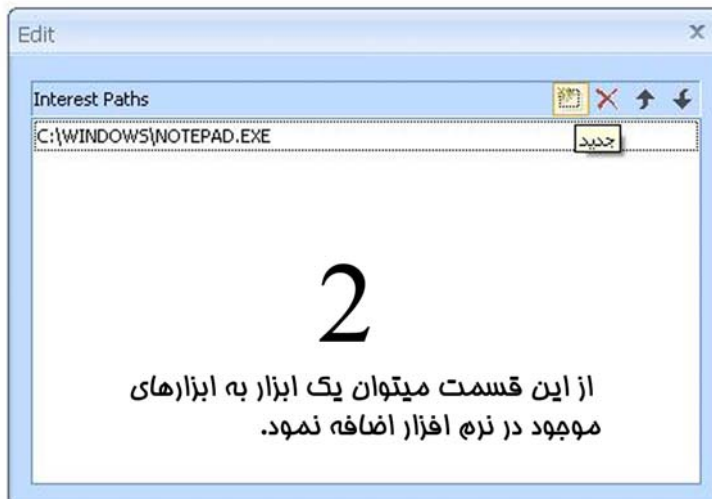 Edit
Interest Paths
C:\WINDOWS\NOTEPAD.EXE
جدید
2
از این قسمت میتوان یک ابزار به ابزارهای
موجود در نرم افزار اضافه نمود.